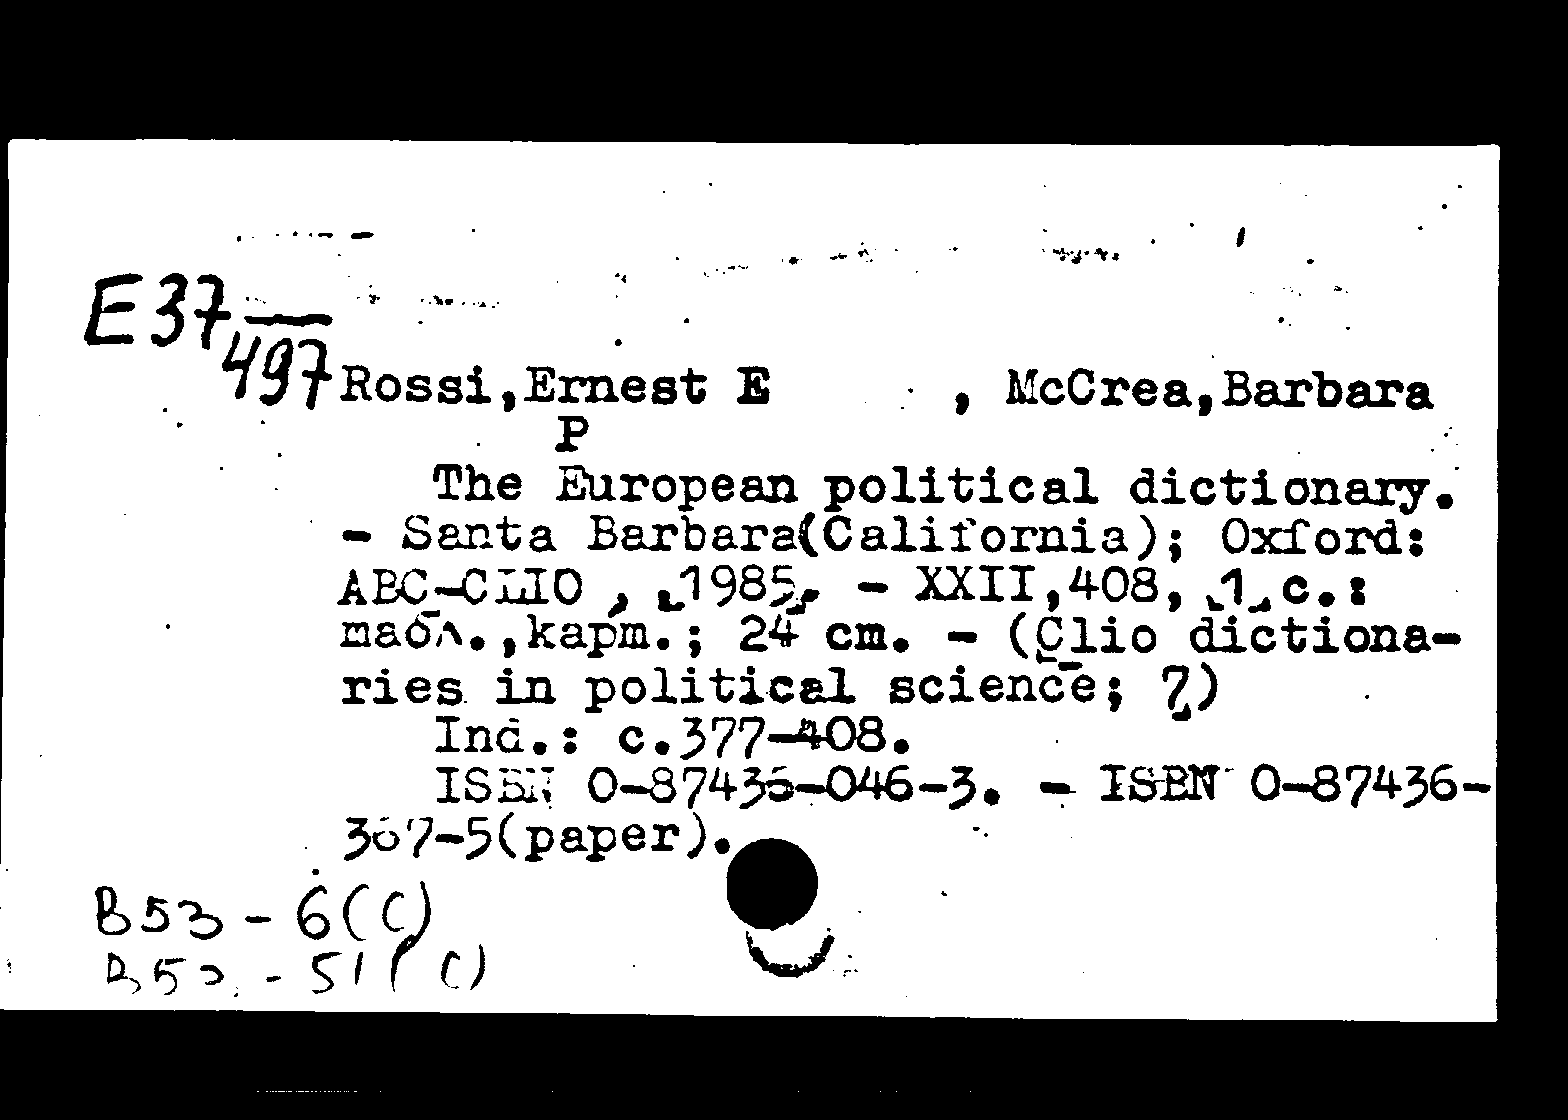 E37
497
Rossi,Ernest E , McCrea,Barbara
P
The European political dictionary.
- Santa Barbara(California); Oxford:
ABC-CLIO , 1985, - XXII,408, 1 с.:
табл.,карт.; 24 cm. - (Clio dictiona-
ries in political science; 7)
Ind.: c.377-408.
ISBN 0-87436-046-3. - ISBN 0-87436-
367-5(paper).
B53 - 6(C)